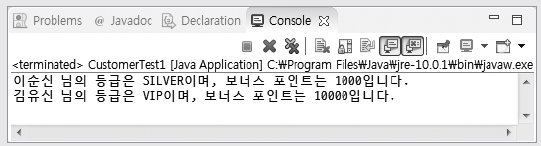 Problems @ Javadoc Declaration Console
<terminated> CustomerTest1 [Java Application] C:₩Program Files₩Java₩jre-10.0.1₩bin₩javaw.exe
이순신 님의 등급은 SILVER이며, 보너스 포인트는 1000입니다.
김유신 님의 등급은 VIP이며, 보너스 포인트는 10000입니다.